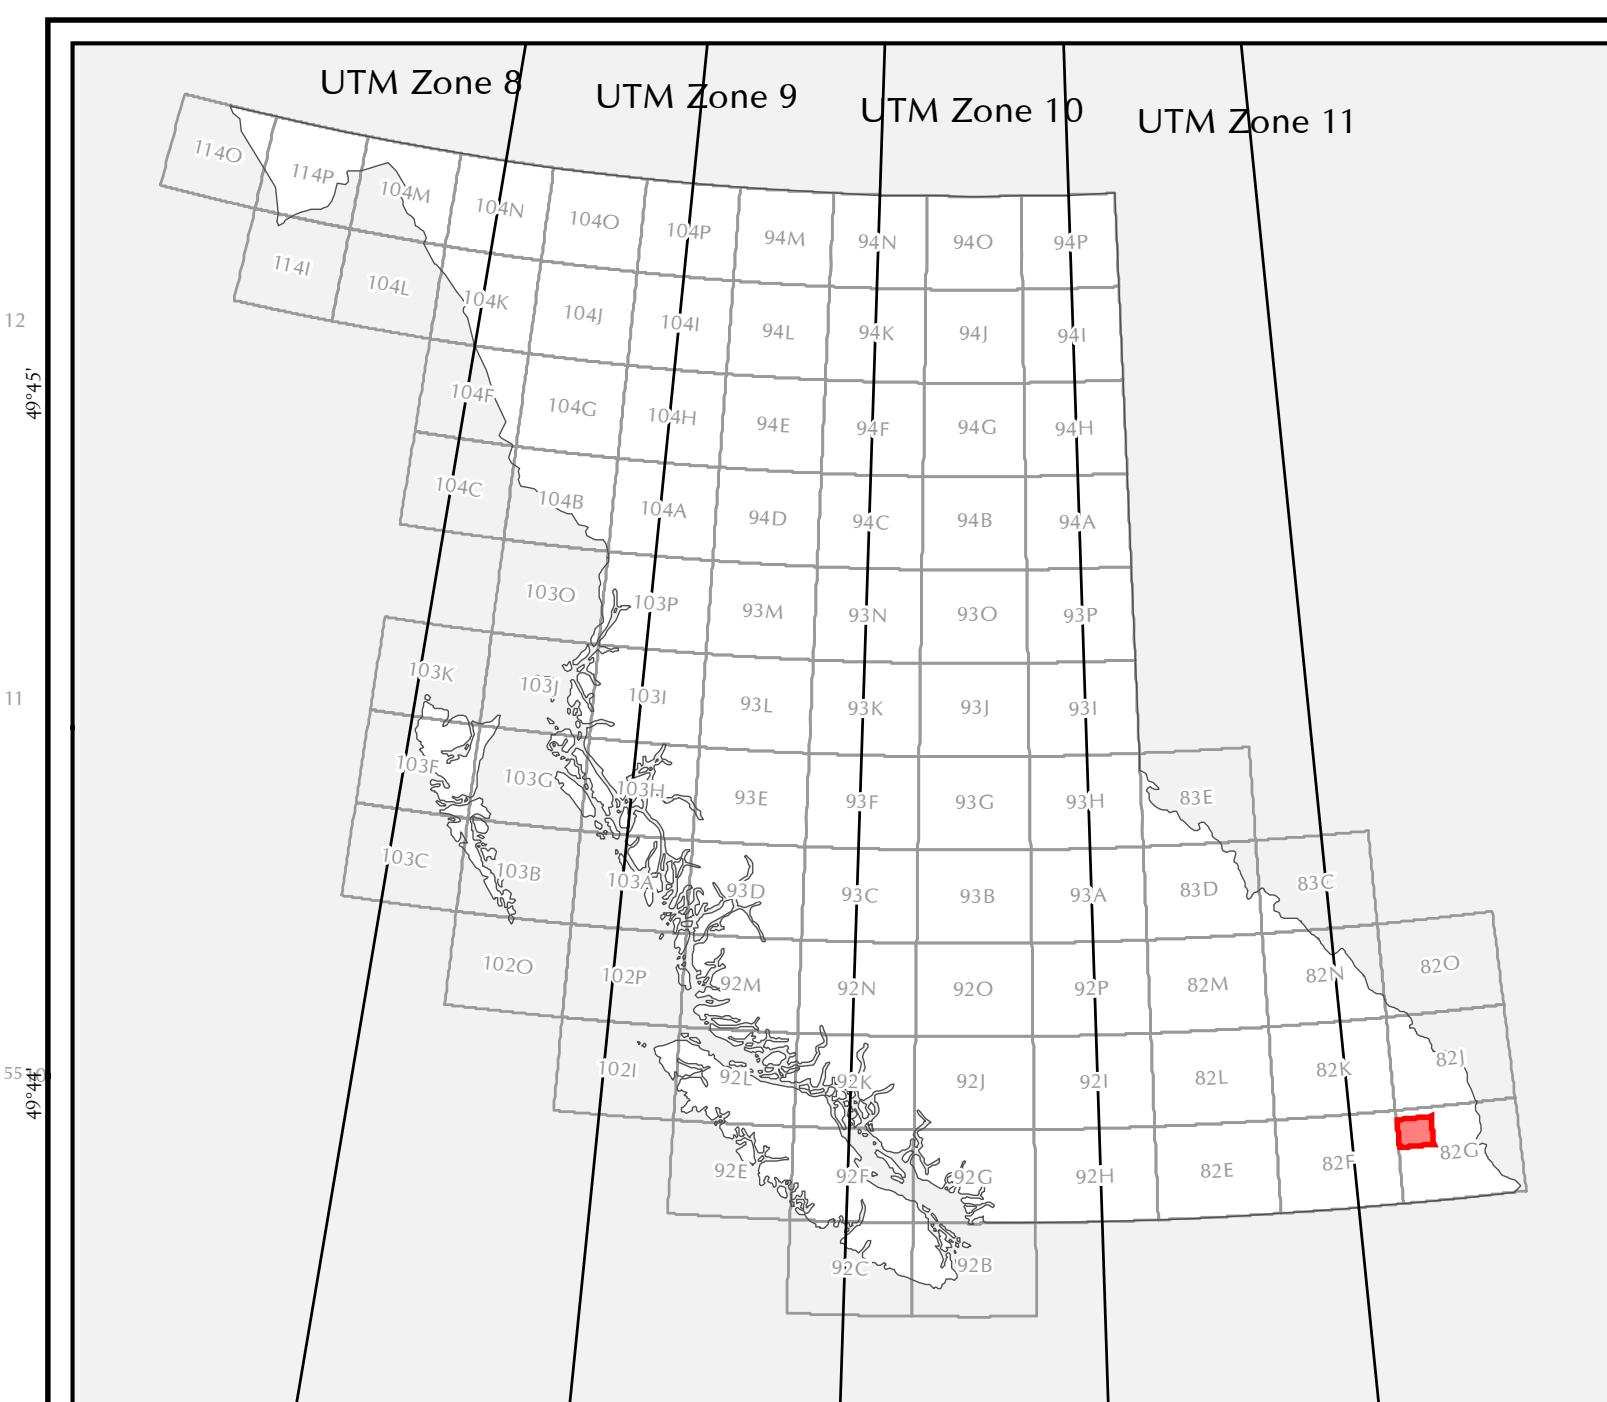 UTM Zone 8
UTM Zone 9
UTM Zone 10
UTM Zone 11
114O 114P 104M 104N 104O 104P 94M 94N 94O 94P
114I 104L 104K 104J 104I 94L 94K 94J 94I
12
49°45'
104F 104G 104H 94E 94F 94G 94H
104C 104B 104A 94D 94C 94B 94A
103O 103P 93M 93N 93O 93P
103K 103J 103I 93L 93K 93J 93I
11
103F 103G 103H 93E 93F 93G 93H 83E
103C 103B 103A 93D 93C 93B 93A 83D 83C
102O 102P 92M 92N 92O 92P 82M 82N 82O
102I 92L 92K 92J 92I 82L 82K 82J
49°44'
92E 92F 92G 92H 82E 82F 82G
92C 92B